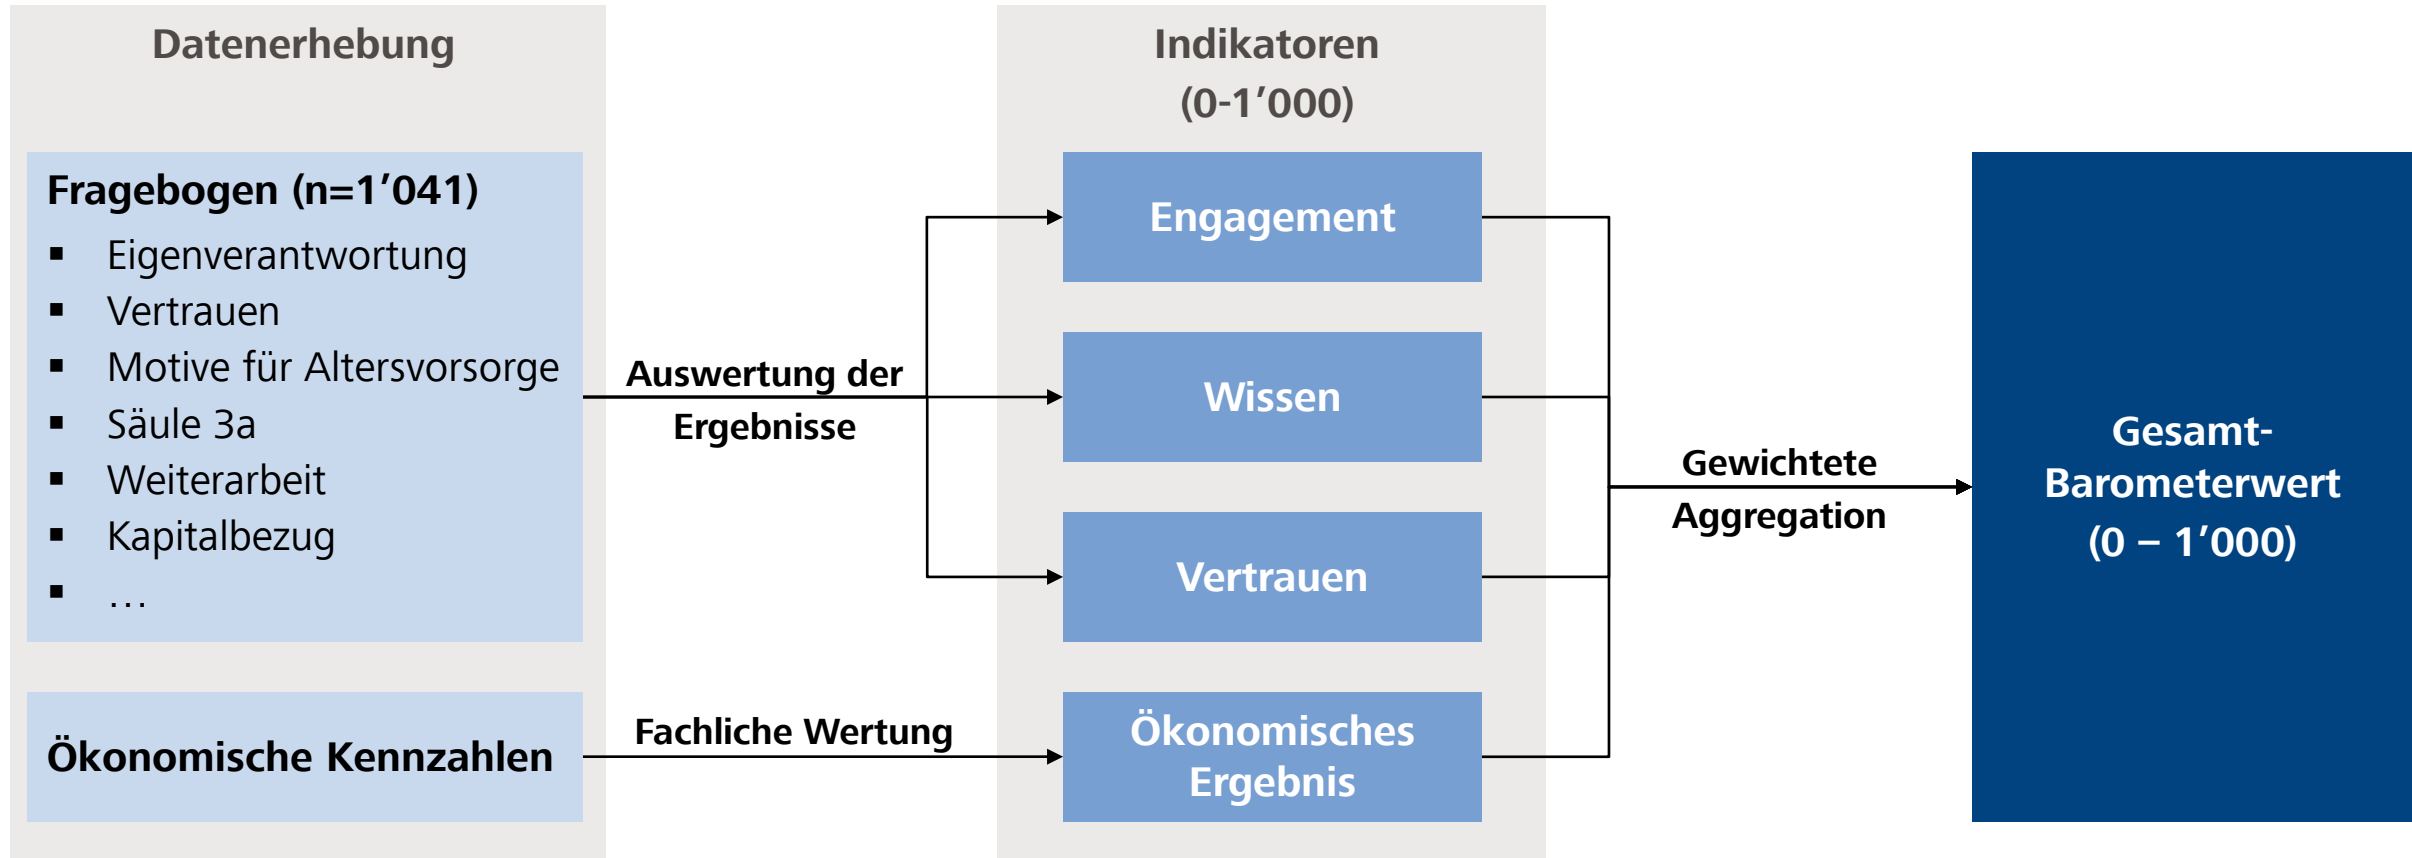 Datenerhebung
Fragebogen (n=1’041)
▪ Eigenverantwortung
▪ Vertrauen
▪ Motive für Altersvorsorge
▪ Säule 3a
▪ Weiterarbeit
▪ Kapitalbezug
▪ …
Ökonomische Kennzahlen
Auswertung der
Ergebnisse
Fachliche Wertung
Indikatoren
(0-1’000)
Engagement
Wissen
Vertrauen
Ökonomisches
Ergebnis
Gewichtete
Aggregation
Gesamt-
Barometerwert
(0 – 1’000)